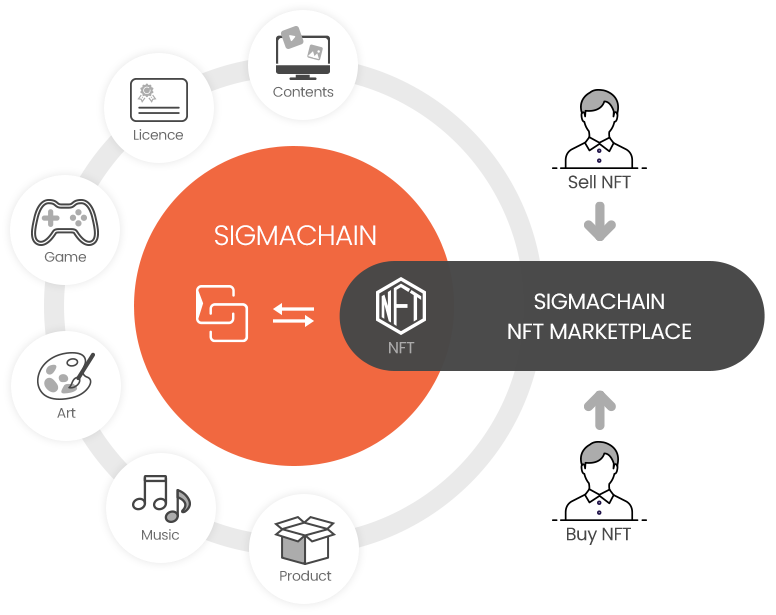 Contents
Licence
Game
Art
Music
Product
SIGMACHAIN
NFT
NFT
SIGMACHAIN
NFT MARKETPLACE
Sell NFT
Buy NFT